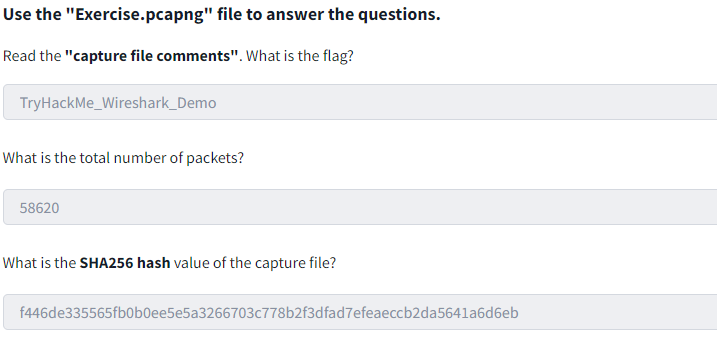 Use the "Exercise.pcapng" file to answer the questions.
Read the "capture file comments". What is the flag?
TryHackMe_Wireshark_Demo
What is the total number of packets?
58620
What is the SHA256 hash value of the capture file?
f446de335565fb0b0ee5e5a3266703c778b2f3dfad7efeaeccb2da5641a6d6eb